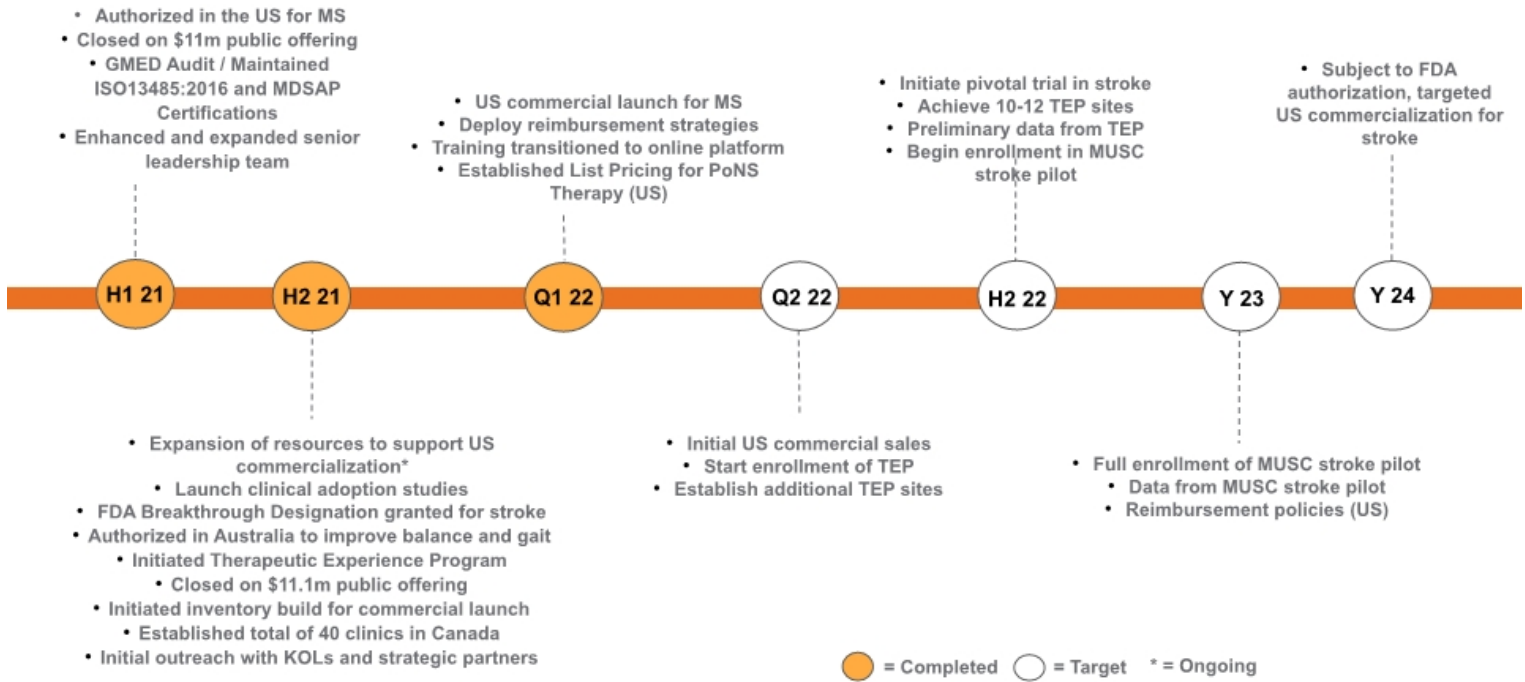 • Authorized in the US for MS
• Closed on $11m public offering
• GMED Audit / Maintained
ISO13485:2016 and MDSAP
Certifications
• Enhanced and expanded senior
leadership team
• US commercial launch for MS
• Deploy reimbursement strategies
• Training transitioned to online platform
• Established List Pricing for PoNS
Therapy (US)
• Initiate pivotal trial in stroke
• Achieve 10-12 TEP sites
• Preliminary data from TEP
• Begin enrollment in MUSC
stroke pilot
• Subject to FDA
authorization, targeted
US commercialization for
stroke
H1 21
H2 21
Q1 22
Q2 22
H2 22
Y 23
Y 24
• Expansion of resources to support US
commercialization*
• Launch clinical adoption studies
• FDA Breakthrough Designation granted for stroke
• Authorized in Australia to improve balance and gait
• Initiated Therapeutic Experience Program
• Closed on $11.1m public offering
• Initiated inventory build for commercial launch
• Established total of 40 clinics in Canada
• Initial outreach with KOLs and strategic partners
• Initial US commercial sales
• Start enrollment of TEP
• Establish additional TEP sites
• Full enrollment of MUSC stroke pilot
• Data from MUSC stroke pilot
• Reimbursement policies (US)
= Completed
= Target
* = Ongoing